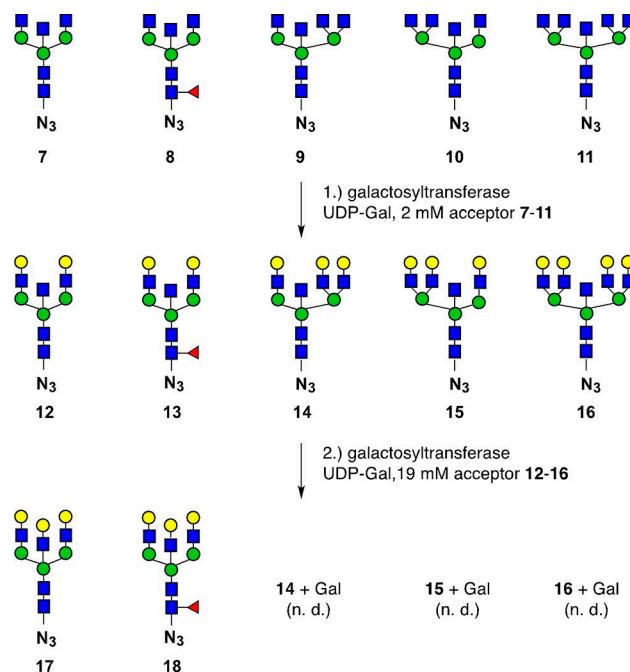 N3 N3 N3 N3 N3
7 8 9 10 11
1.) galactosyltransferase
UDP-Gal, 2 mM acceptor 7-11
N3 N3 N3 N3 N3
12 13 14 15 16
2.) galactosyltransferase
UDP-Gal,19 mM acceptor 12-16
14 + Gal 15 + Gal 16 + Gal
(n. d.) (n. d.) (n. d.)
N3 N3
17 18